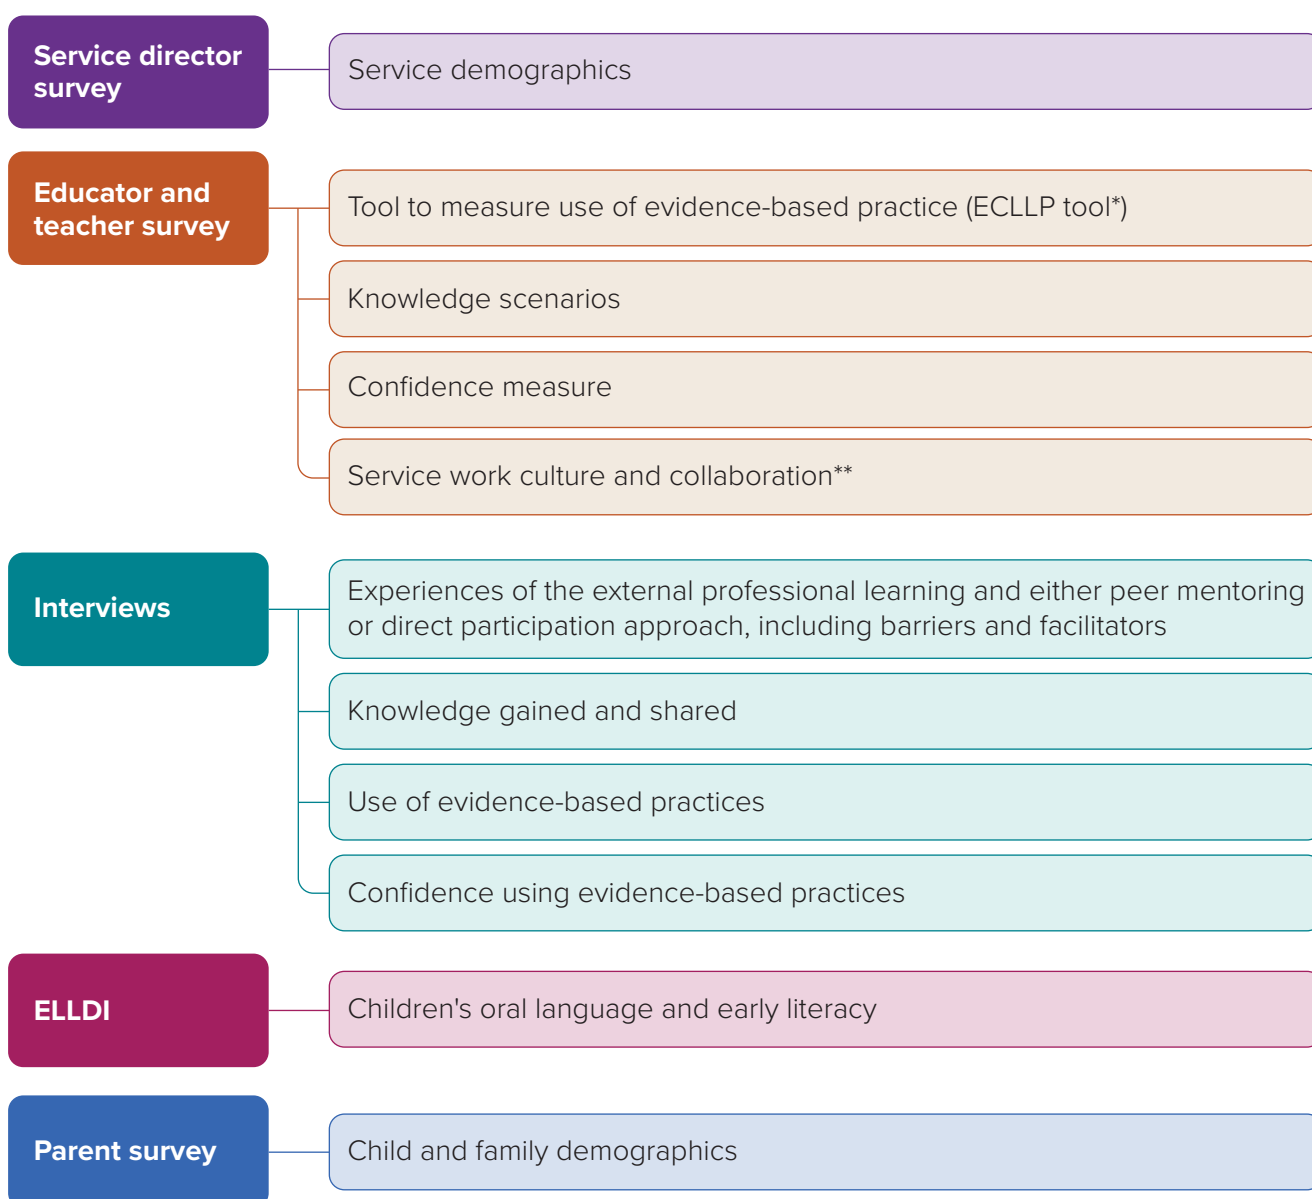 Service director
survey
Service demographics
Educator and
teacher survey
Tool to measure use of evidence-based practice (ECLLP tool*)
Knowledge scenarios
Confidence measure
Service work culture and collaboration**
Interviews
Experiences of the external professional learning and either peer mentoring
or direct participation approach, including barriers and facilitators
Knowledge gained and shared
Use of evidence-based practices
Confidence using evidence-based practices
ELLDI
Children's oral language and early literacy
Parent survey
Child and family demographics